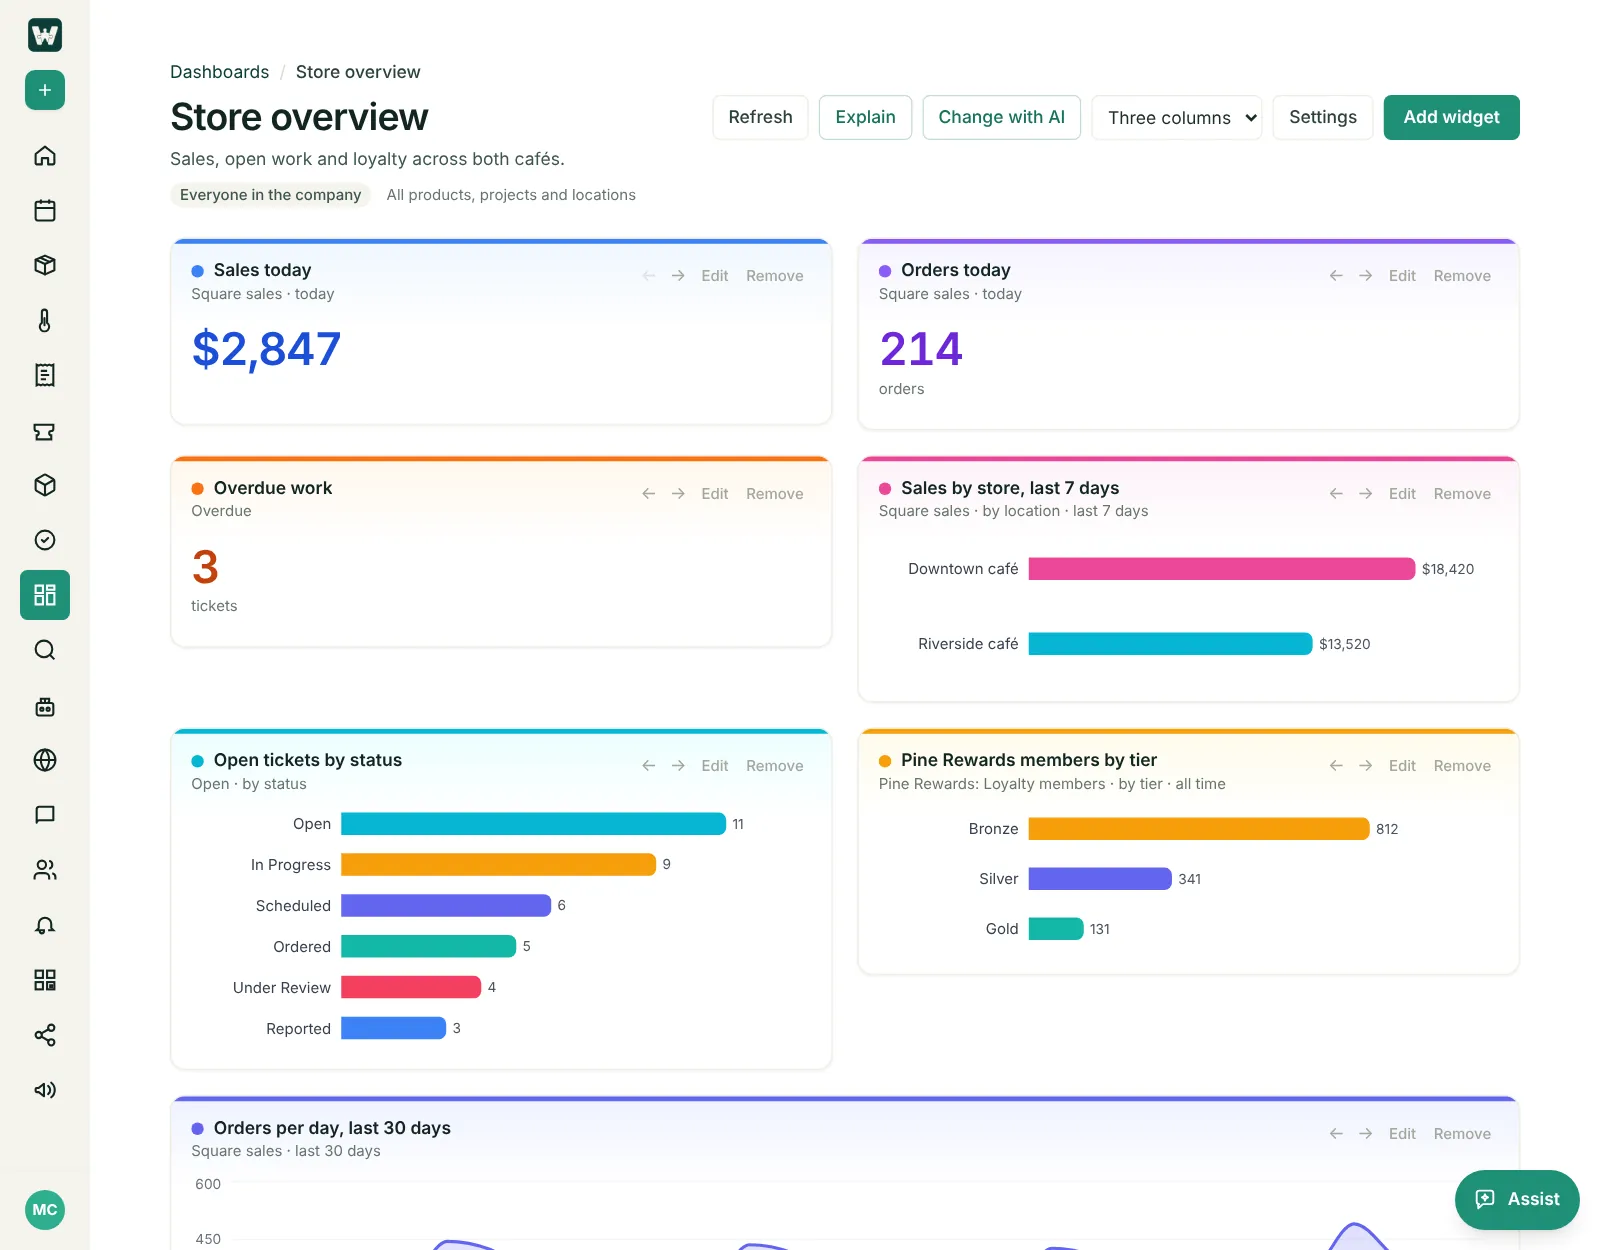 W
+
Dashboards / Store overview
Store overview
Refresh
Explain
Change with AI
Three columns
Settings
Add widget
Sales, open work and loyalty across both cafés.
Everyone in the company
All products, projects and locations
Sales today
← → Edit Remove
Square sales · today
$2,847
Orders today
← → Edit Remove
Square sales · today
214
orders
Overdue work
← → Edit Remove
Overdue
3
tickets
Sales by store, last 7 days
← → Edit Remove
Square sales · by location · last 7 days
Downtown café $18,420
Riverside café $13,520
Open tickets by status
← → Edit Remove
Open · by status
Open 11
In Progress 9
Scheduled 6
Ordered 5
Under Review 4
Reported 3
Pine Rewards members by tier
← → Edit Remove
Pine Rewards: Loyalty members · by tier · all time
Bronze 812
Silver 341
Gold 131
Orders per day, last 30 days
← → Edit Remove
Square sales · last 30 days
600
450
MC
Assist